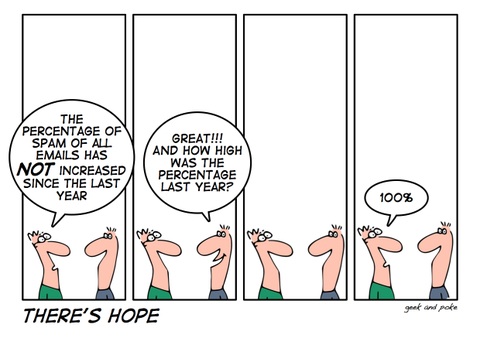 THE
PERCENTAGE OF
SPAM OF ALL
EMAILS HAS
NOT INCREASED
SINCE THE LAST
YEAR
GREAT!!!
AND HOW HIGH
WAS THE
PERCENTAGE
LAST YEAR?
100%
THERE'S HOPE
geek and poke